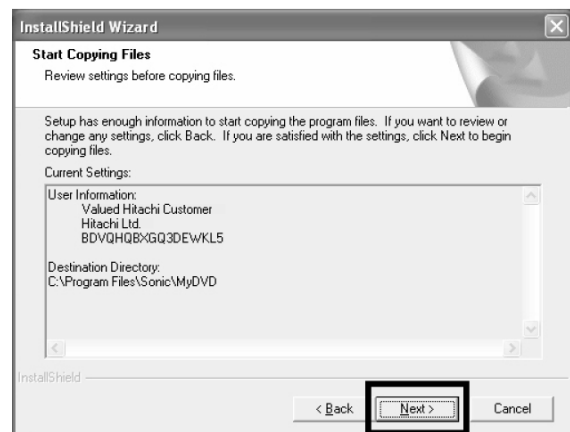 InstallShield Wizard
Start Copying Files
Review settings before copying files.
Setup has enough information to start copying the program files. If you want to review or
change any settings, click Back. If you are satisfied with the settings, click Next to begin
copying files.
Current Settings:
User Information:
Valued Hitachi Customer
Hitachi Ltd.
BDVQHQBXGQ3DEWKL5
Destination Directory:
C:\Program Files\Sonic\MyDVD
InstallShield
< Back
Next >
Cancel